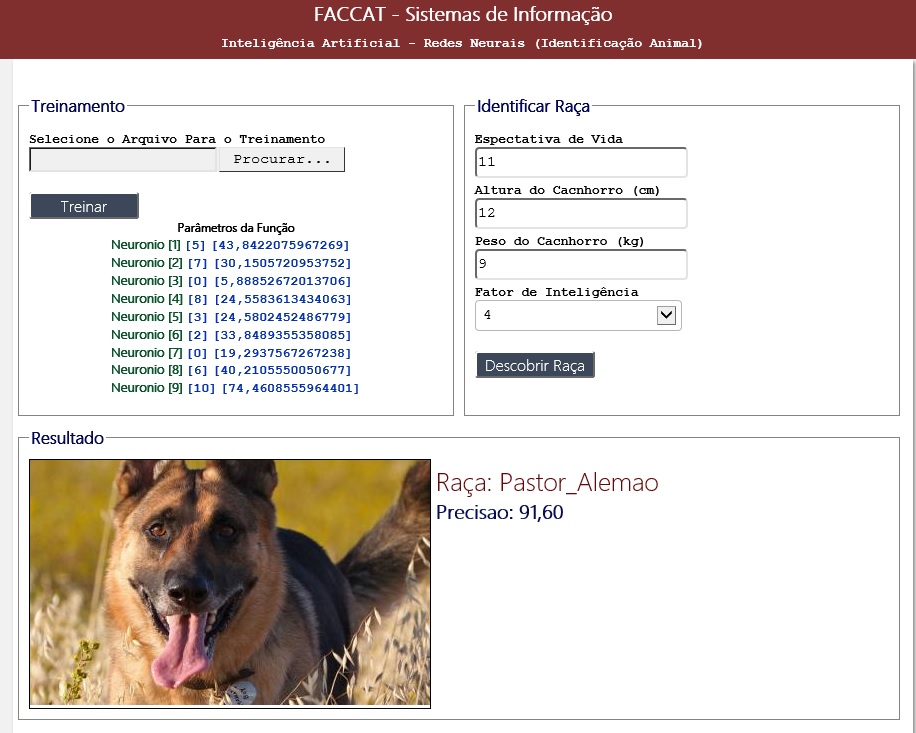 FACCAT - Sistemas de Informação
Inteligência Artificial - Redes Neurais (Identificação Animal)
Treinamento
Selecione o Arquivo Para o Treinamento
Procurar...
Treinar
Parâmetros da Função
Neuronio [1] [5] [43,8422075967269]
Neuronio [2] [7] [30,1505720953752]
Neuronio [3] [0] [5,88852672013706]
Neuronio [4] [8] [24,5583613434063]
Neuronio [5] [3] [24,5802452486779]
Neuronio [6] [2] [33,8489355358085]
Neuronio [7] [0] [19,2937567267238]
Neuronio [8] [6] [40,2105550050677]
Neuronio [9] [10] [74,4608555964401]
Identificar Raça
Espectativa de Vida
11
Altura do Cacnhorro (cm)
12
Peso do Cacnhorro (kg)
9
Fator de Inteligência
4
Descobrir Raça
Resultado
Raça: Pastor_Alemao
Precisao: 91,60